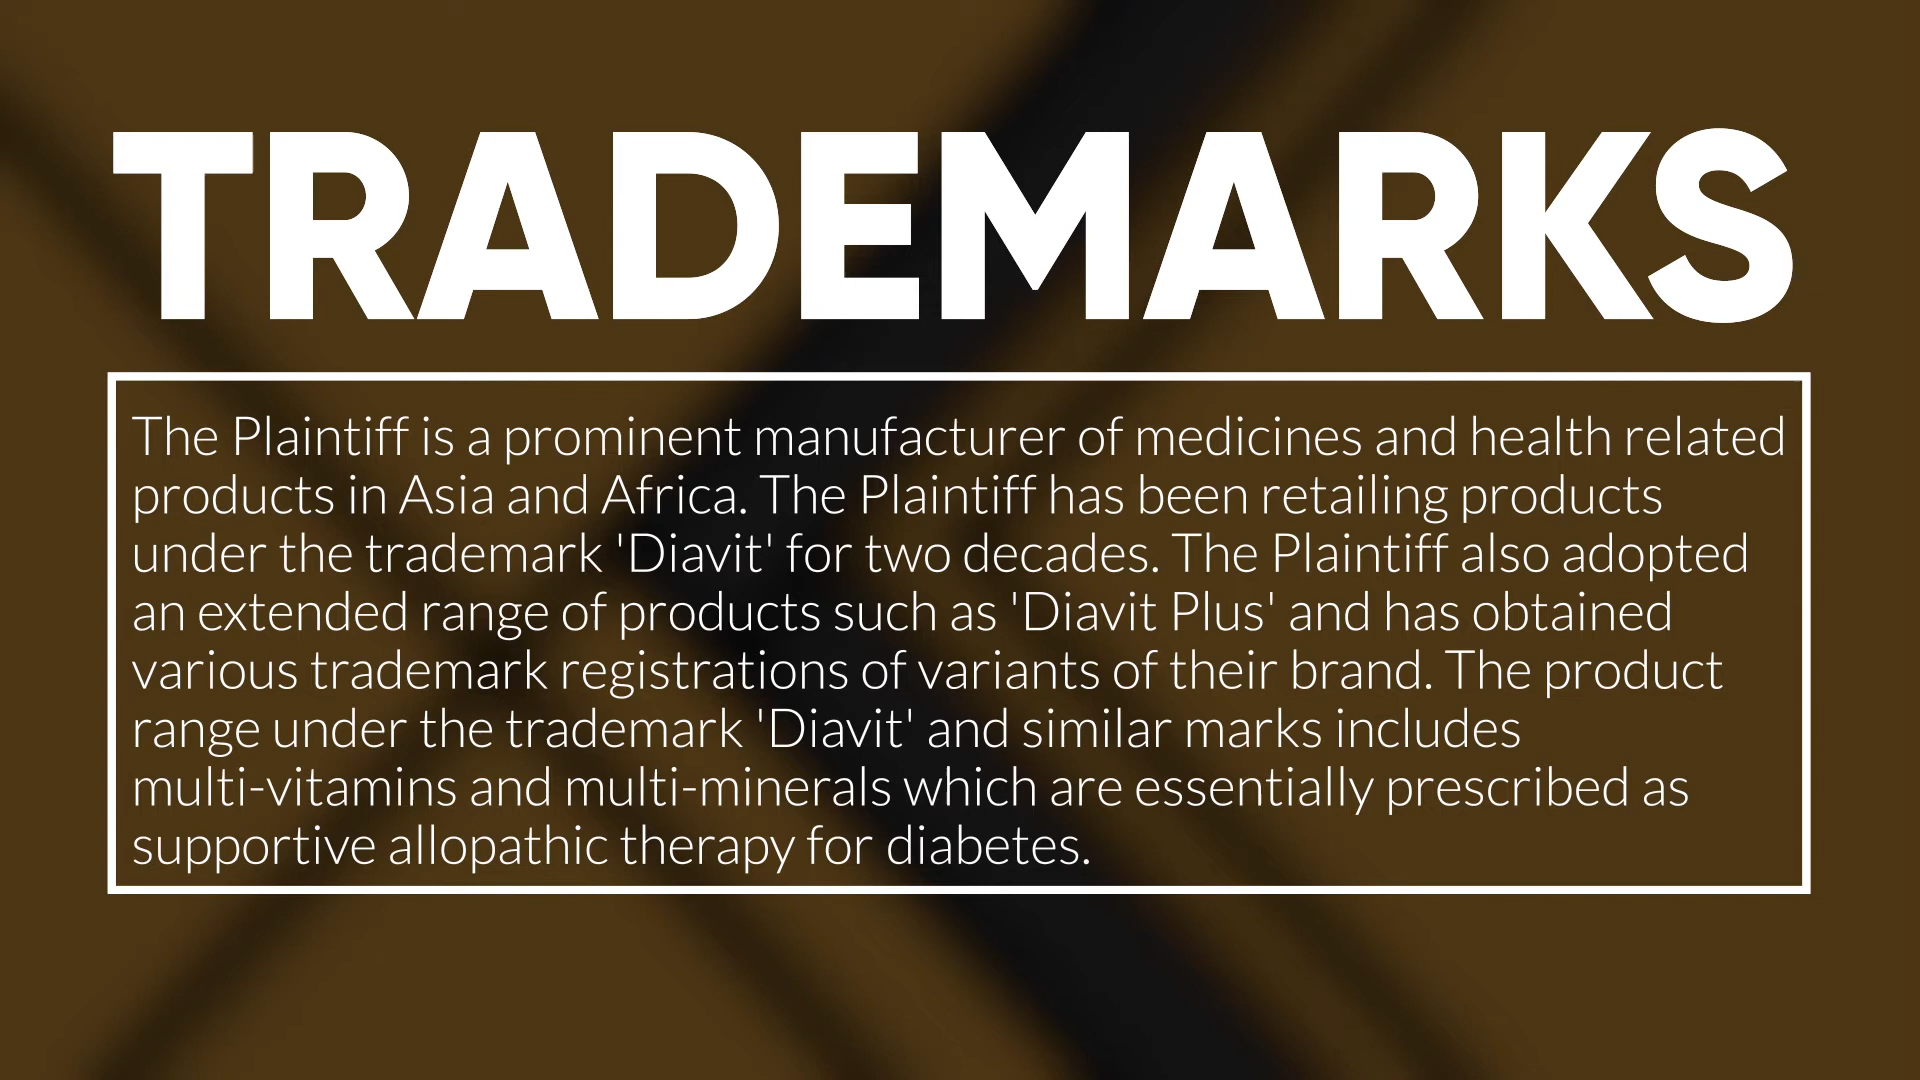 TRADEMARKS
The Plaintiff is a prominent manufacturer of medicines and health related
products in Asia and Africa. The Plaintiff has been retailing products
under the trademark 'Diavit' for two decades. The Plaintiff also adopted
an extended range of products such as 'Diavit Plus' and has obtained
various trademark registrations of variants of their brand. The product
range under the trademark 'Diavit' and similar marks includes
multi-vitamins and multi-minerals which are essentially prescribed as
supportive allopathic therapy for diabetes.